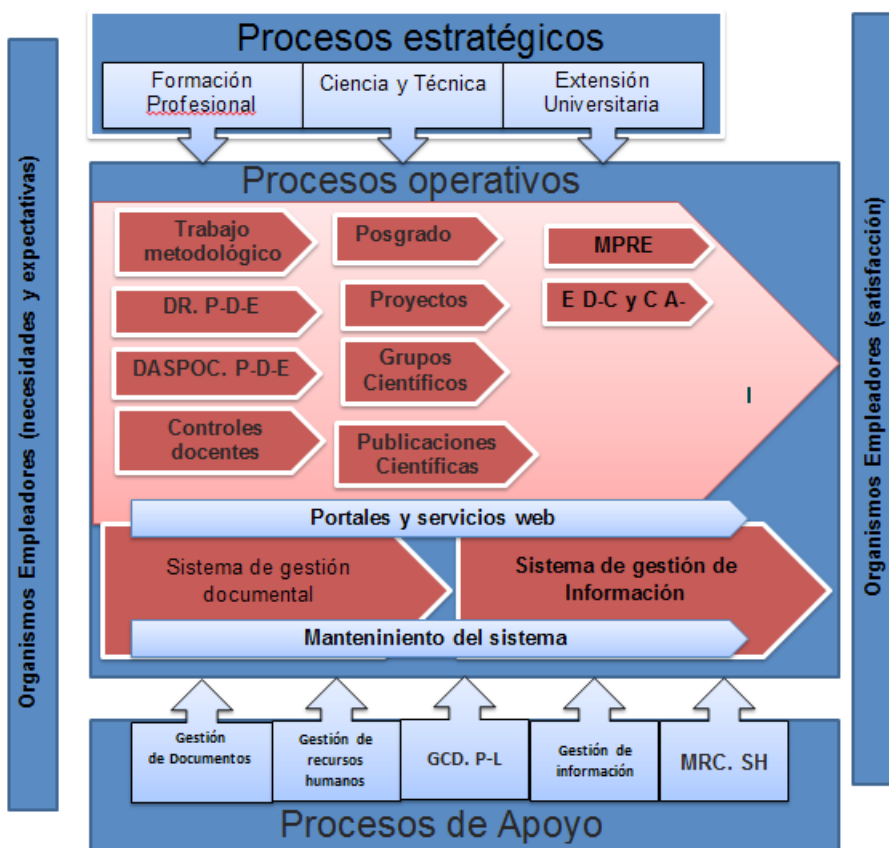 Organismos Empleadores (necesidades y expectativas)
Procesos estratégicos
Formación
Profesional
Ciencia y Técnica
Extensión
Universitaria
Procesos operativos
Trabajo
metodológico
DR. P-D-E
DASPOC. P-D-E
Controles
docentes
Posgrado
Proyectos
Grupos
Científicos
Publicaciones
Científicas
MPRE
E D-C y C A-
Portales y servicios web
Sistema de gestión
documental
Sistema de gestión de
Información
Manteniniento del sistema
Gestión
de Documentos
Gestión de
recursos
humanos
GCD. P-L
Gestión de
información
MRC. SH
Procesos de Apoyo
Organismos Empleadores (satisfacción)